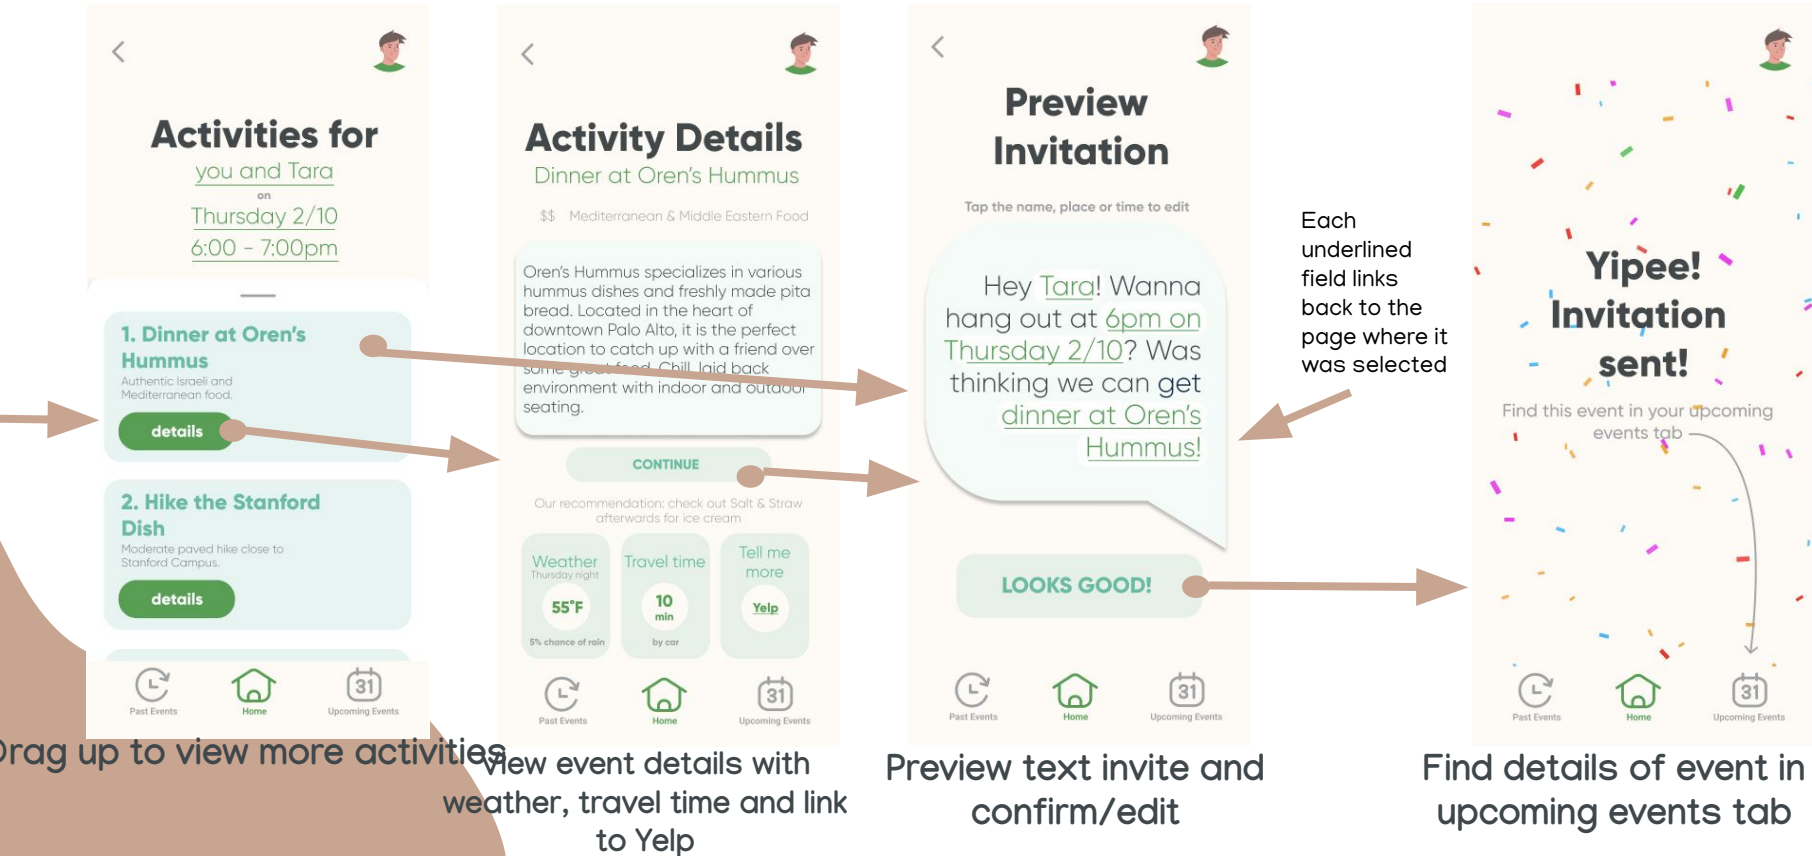 Activities for
you and Tara
on
Thursday 2/10
6:00 - 7:00pm
1. Dinner at Oren's
Hummus
Authentic Israeli and
Mediterranean food.
details
2. Hike the Stanford
Dish
Moderate paved hike close to
Stanford Campus.
details
Past Events
Home
31
Upcoming Events
Drag up to view more activities
Activity Details
Dinner at Oren's Hummus
$$ Mediterranean & Middle Eastern Food
Oren's Hummus specializes in various
hummus dishes and freshly made pita
bread. Located in the heart of
downtown Palo Alto, it is the perfect
location to catch up with a friend over
some great food. Chill, laid back
environment with indoor and outdoor
seating.
CONTINUE
Our recommendation: check out Salt & Straw
afterwards for ice cream
Weather
Thursday night
55°F
5% chance of rain
Travel time
10
min
by car
Tell me
more
Yelp
Past Events
Home
31
Upcoming Events
View event details with
weather, travel time and link
to Yelp
Preview
Invitation
Tap the name, place or time to edit
Hey Tara! Wanna
hang out at 6pm on
Thursday 2/10? Was
thinking we can get
dinner at Oren's
Hummus!
LOOKS GOOD!
Past Events
Home
31
Upcoming Events
Preview text invite and
confirm/edit
Each
underlined
field links
back to the
page where it
was selected
Yipee!
Invitation
sent!
Find this event in your upcoming
events tab
Past Events
Home
31
Upcoming Events
Find details of event in
upcoming events tab